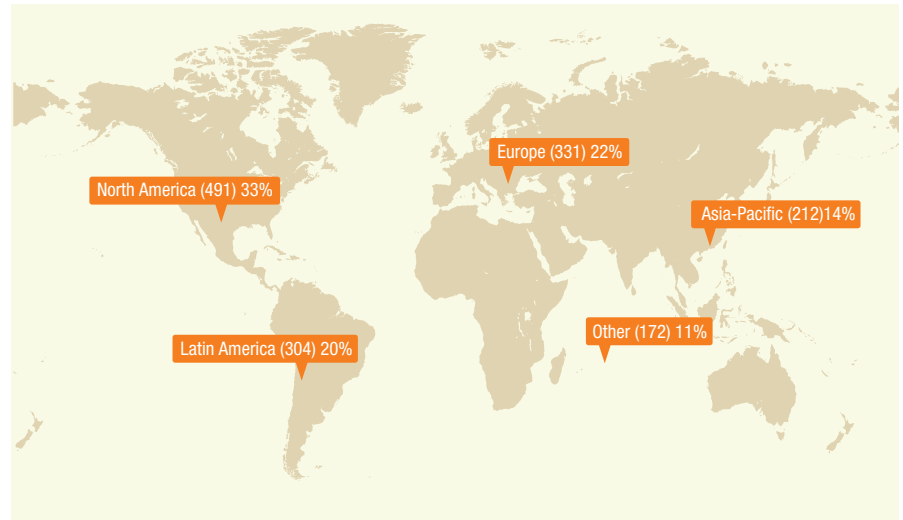 Europe (331) 22%
North America (491) 33%
Asia-Pacific (212)14%
Other (172) 11%
Latin America (304) 20%